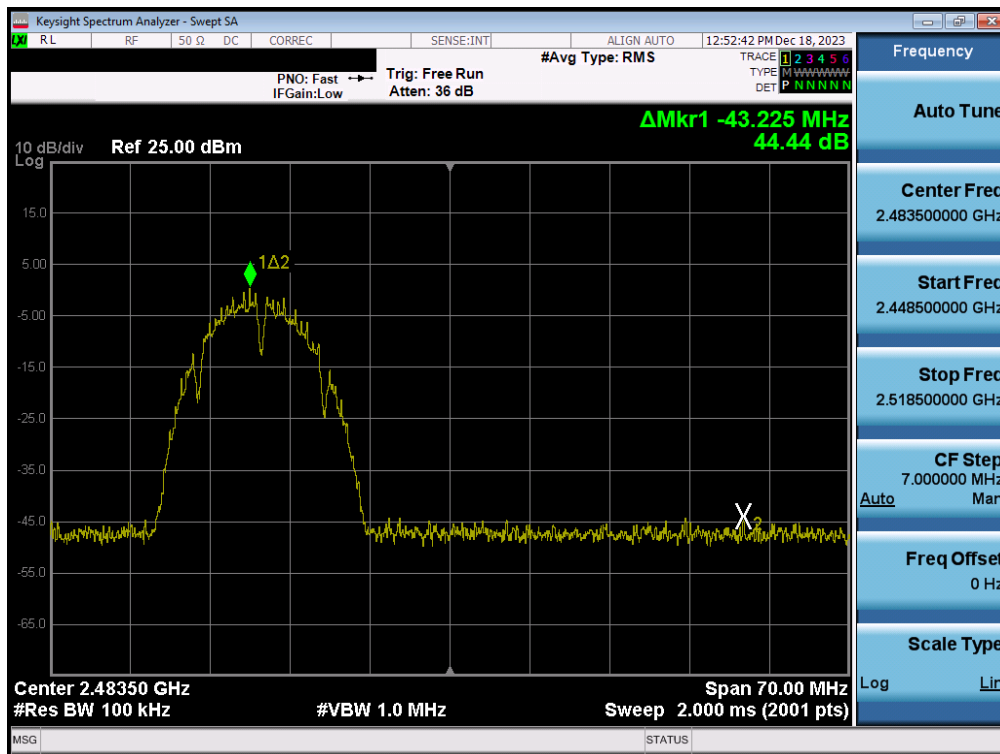 Keysight Spectrum Analyzer - Swept SA
LXI RL RF 50 Ω DC CORREC SENSE:INT ALIGN AUTO 12:52:42 PM Dec 18, 2023
#Avg Type: RMS
TRACE 1 2 3 4 5 6
TYPE M WWWWW
DET P N N N N N
PNO: Fast Trig: Free Run
IFGain:Low Atten: 36 dB
ΔMkr1 -43.225 MHz
44.44 dB
10 dB/div Ref 25.00 dBm
Log
15.0
5.00
-5.00
-15.0
-25.0
-35.0
-45.0
-55.0
-65.0
1Δ2
X2
Center 2.48350 GHz Span 70.00 MHz
#Res BW 100 kHz #VBW 1.0 MHz Sweep 2.000 ms (2001 pts)
MSG STATUS
Frequency
Auto Tune
Center Freq
2.483500000 GHz
Start Freq
2.448500000 GHz
Stop Freq
2.518500000 GHz
CF Step
7.000000 MHz
Auto Man
Freq Offset
0 Hz
Scale Type
Log Lin